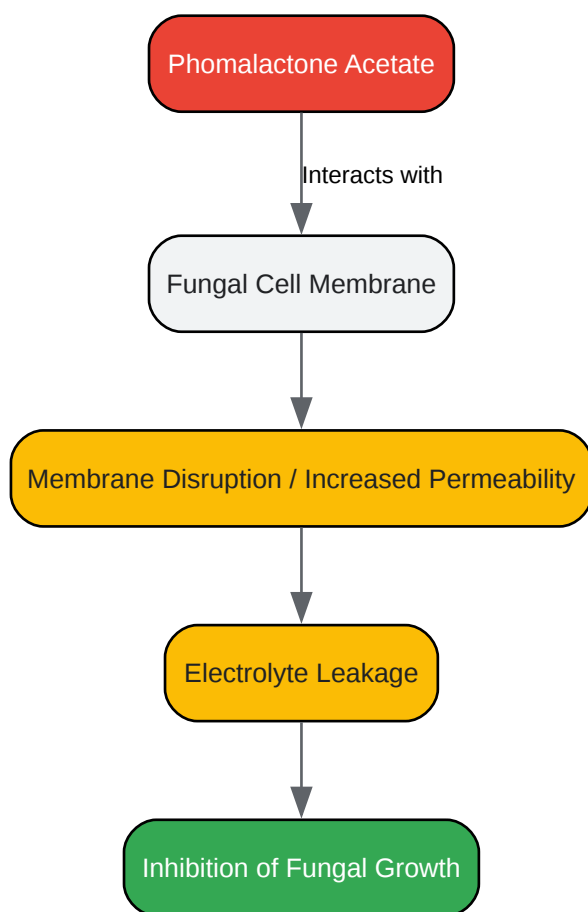 Phomalactone Acetate
Interacts with
Fungal Cell Membrane
Membrane Disruption / Increased Permeability
Electrolyte Leakage
Inhibition of Fungal Growth